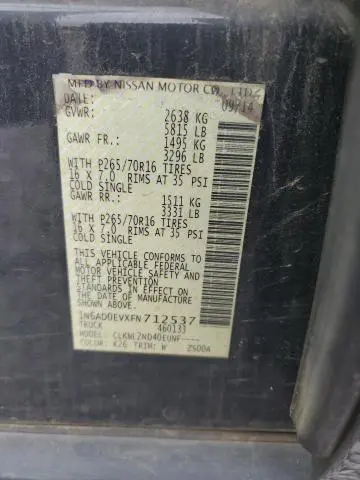 MFD BY NISSAN MOTOR CO., LTD.
DATE: 09/14
GVWR: 2638 KG
5815 LB
GAWR FR: 1495 KG
3296 LB
WITH P265/70R16 TIRES
16 X 7.0 RIMS AT 35 PSI
COLD SINGLE
GAWR RR: 1511 KG
3331 LB
WITH P265/70R16 TIRES
16 X 7.0 RIMS AT 35 PSI
COLD SINGLE
THIS VEHICLE CONFORMS TO
ALL APPLICABLE FEDERAL
MOTOR VEHICLE SAFETY AND
THEFT PREVENTION
STANDARDS IN EFFECT ON
THE DATE OF MANUFACTURE
SHOWN ABOVE.
1N6AD0EVXFN712537
TRUCK 460133
MODEL: CLKMLZND40EUNF----
COLOR: K26 TRIM: W 2S00A